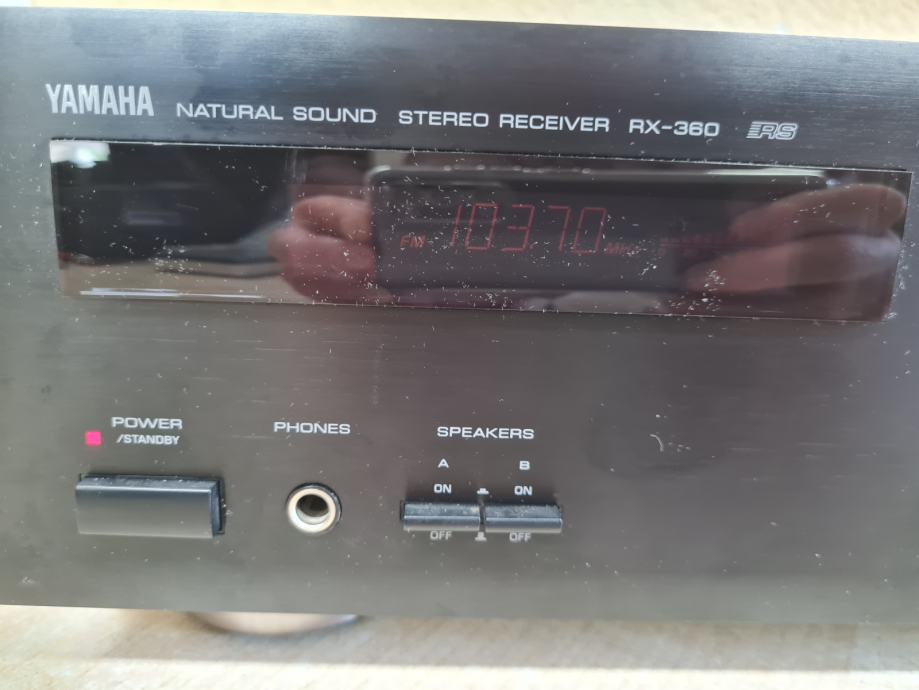 YAMAHA NATURAL SOUND STEREO RECEIVER RX-360 RS
FM 103.70 MHz
POWER
/STANDBY
PHONES
SPEAKERS
A B
ON ON
OFF OFF